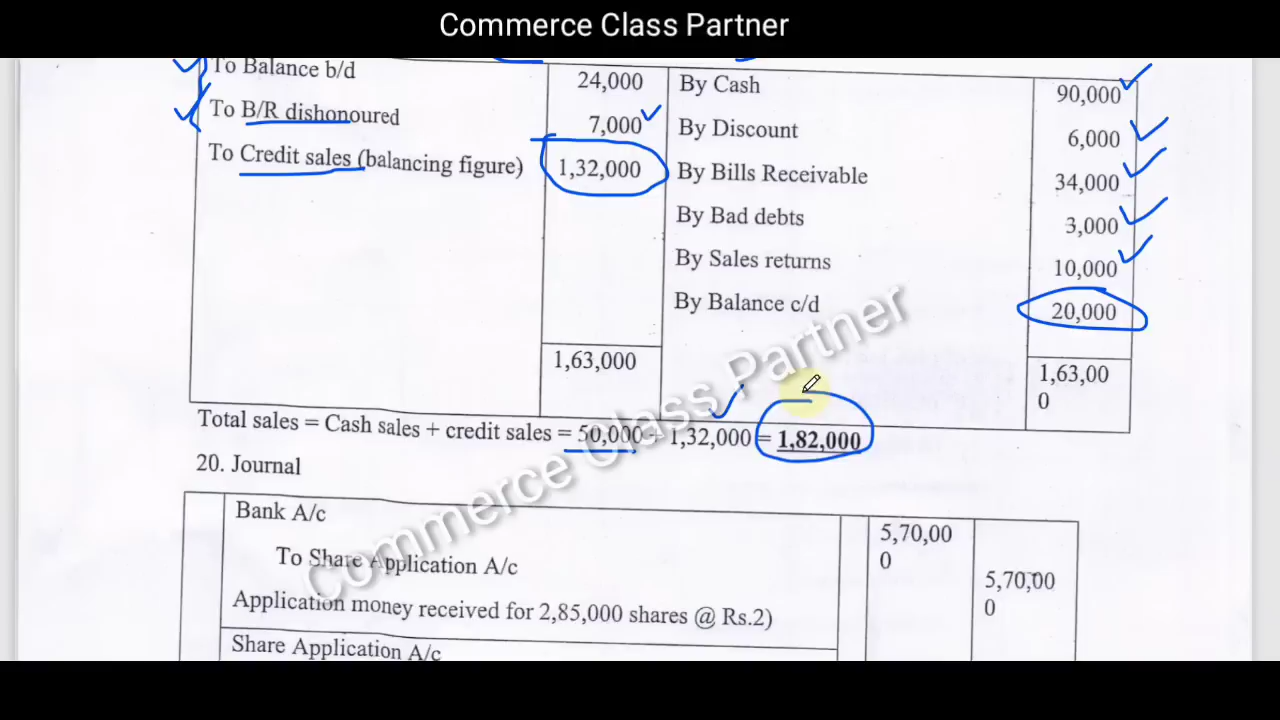 Commerce Class Partner
To Balance b/d 24,000 By Cash 90,000
To B/R dishonoured 7,000 By Discount 6,000
To Credit sales (balancing figure) 1,32,000 By Bills Receivable 34,000
By Bad debts 3,000
By Sales returns 10,000
By Balance c/d 20,000
1,63,000 1,63,00
0
Total sales = Cash sales + credit sales = 50,000 + 1,32,000 = 1,82,000
20. Journal
Bank A/c 5,70,00
0
To Share Application A/c 5,70,00
0
Application money received for 2,85,000 shares @ Rs.2)
Share Application A/c
Commerce Class Partner